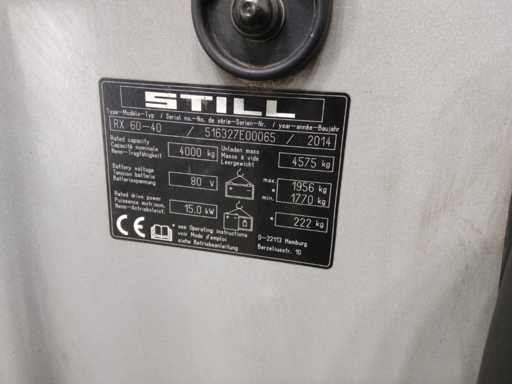 STILL
Type-Modèle-Typ / Serial no.-No. de série-Serien-Nr. / year-année-Baujahr
RX 60-40 / 516327E00065 / 2014
Rated capacity
Capacité nominale
Nenn-Tragfähigkeit
4000 kg
Unladen mass
Masse à vide
Leergewicht
4575 kg
Battery voltage
Tension batterie
Batteriespannung
80 V
max. 1956 kg
min. 1770 kg
Rated drive power
Puissance motr.nom.
Nenn-Antriebsleist.
15.0 kW
* 222 kg
CE
* see Operating instructions
voir Mode d'emploi
siehe Betriebsanleitung
D-22113 Hamburg
Berzeliusstr. 10